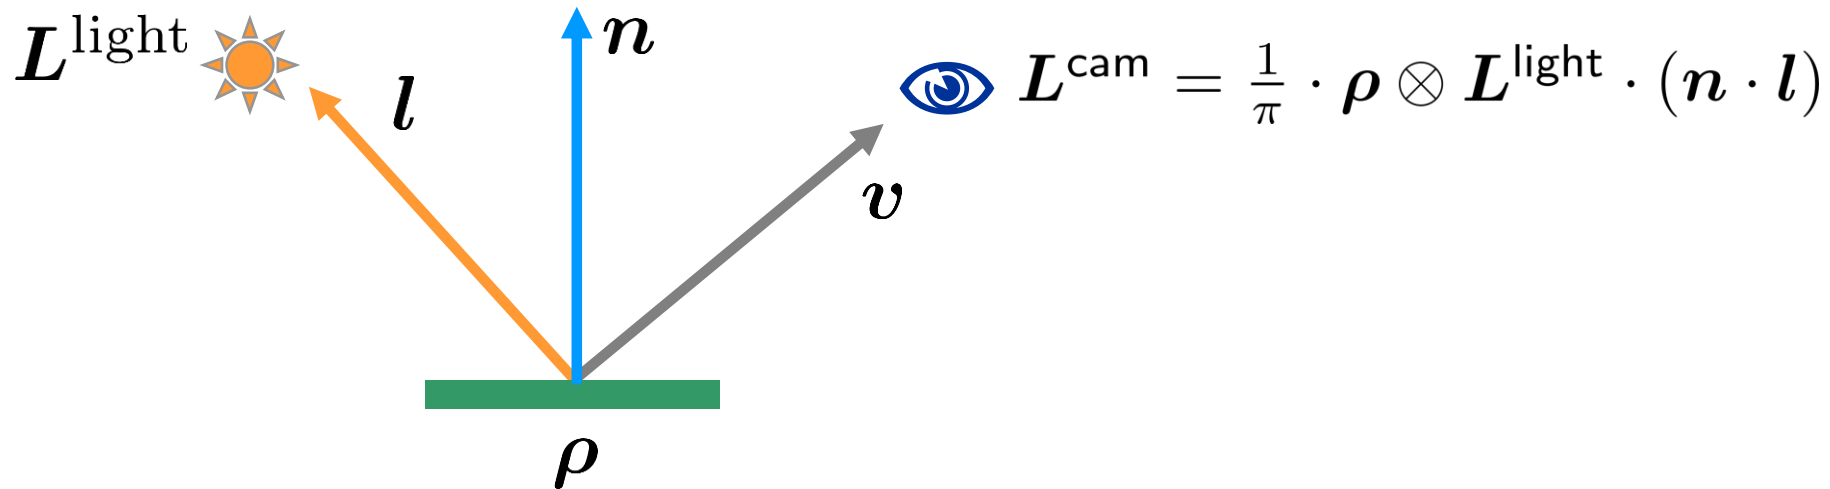 L^light
n
l
L^cam = 1/π · ρ ⊗ L^light · (n · l)
v
ρ